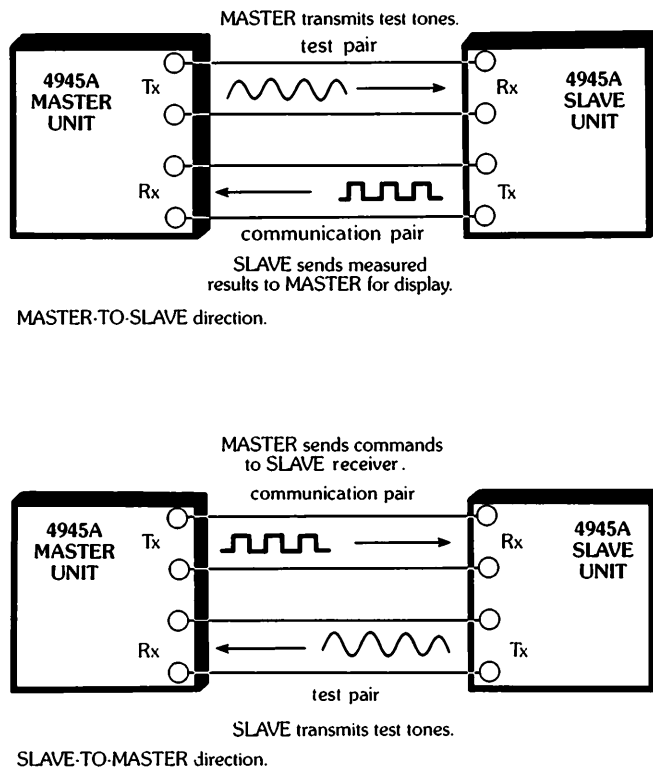 MASTER transmits test tones.
test pair
4945A
MASTER
UNIT
Tx
Rx
4945A
SLAVE
UNIT
Rx
Tx
communication pair
SLAVE sends measured
results to MASTER for display.
MASTER-TO-SLAVE direction.
MASTER sends commands
to SLAVE receiver.
communication pair
4945A
MASTER
UNIT
Tx
Rx
4945A
SLAVE
UNIT
Rx
Tx
test pair
SLAVE transmits test tones.
SLAVE-TO-MASTER direction.